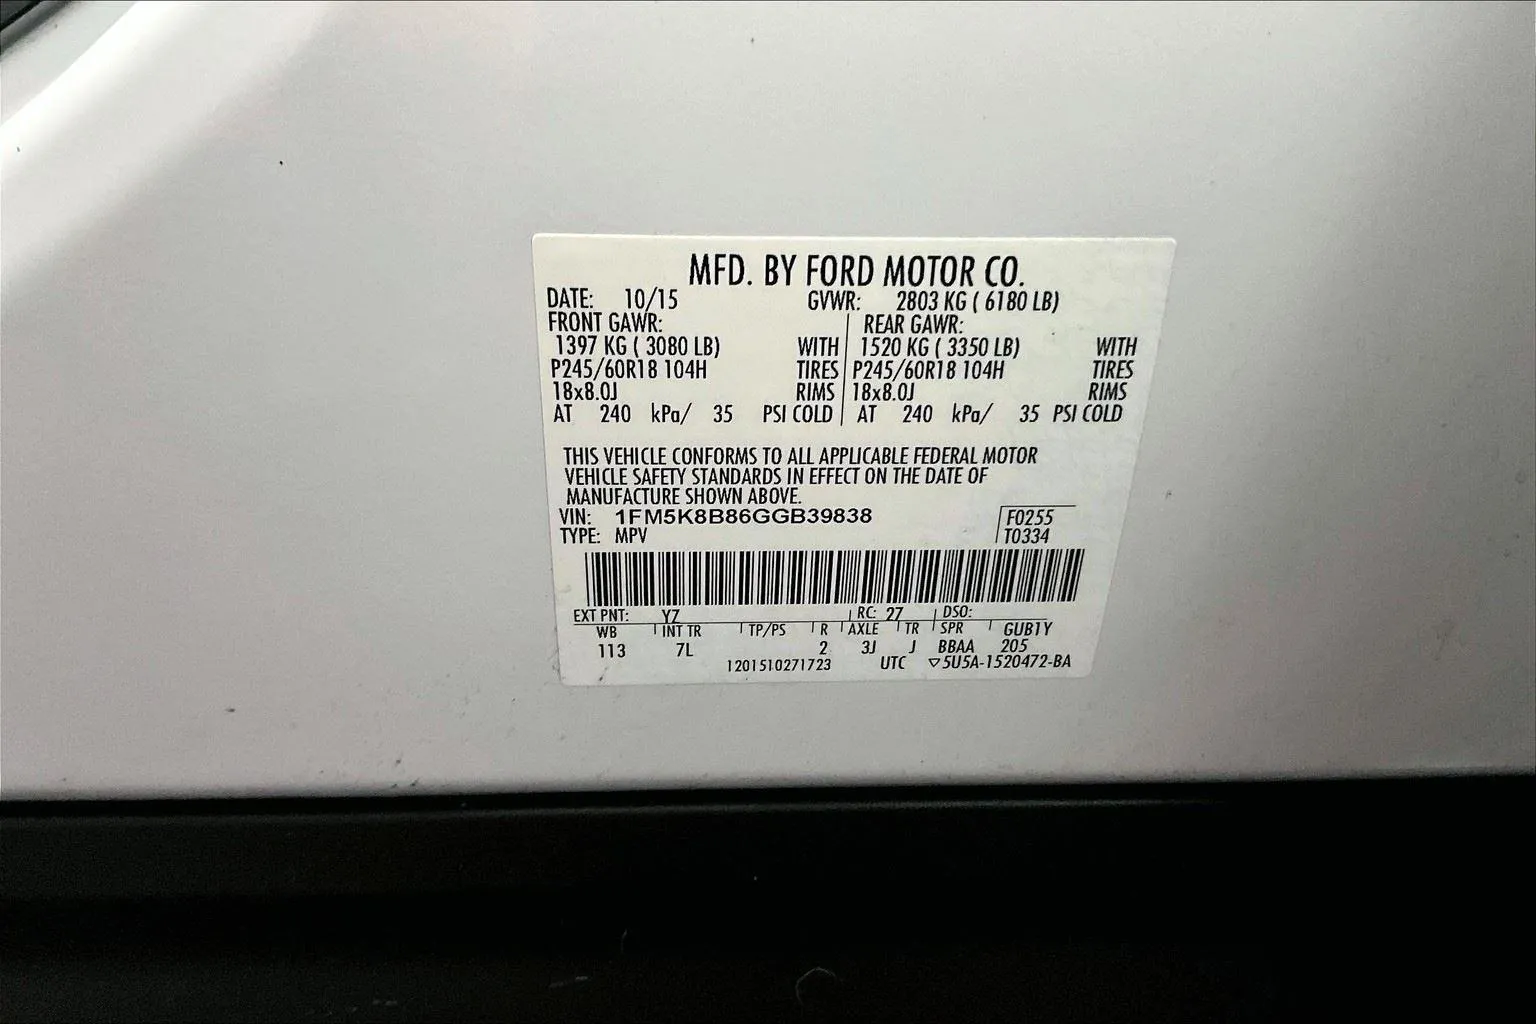 MFD. BY FORD MOTOR CO.
DATE: 10/15 GVWR: 2803 KG ( 6180 LB)
FRONT GAWR: REAR GAWR:
1397 KG ( 3080 LB) WITH 1520 KG ( 3350 LB) WITH
P245/60R18 104H TIRES P245/60R18 104H TIRES
18x8.0J RIMS 18x8.0J RIMS
AT 240 kPa/ 35 PSI COLD AT 240 kPa/ 35 PSI COLD
THIS VEHICLE CONFORMS TO ALL APPLICABLE FEDERAL MOTOR
VEHICLE SAFETY STANDARDS IN EFFECT ON THE DATE OF
MANUFACTURE SHOWN ABOVE.
VIN: 1FM5K8B86GGB39838 F0255
TYPE: MPV T0334
EXT PNT: YZ RC: 27 DSO:
WB INT TR TP/PS R AXLE TR SPR GUB1Y
113 7L 2 3J J BBAA 205
1201510271723 UTC ▽5U5A-1520472-BA